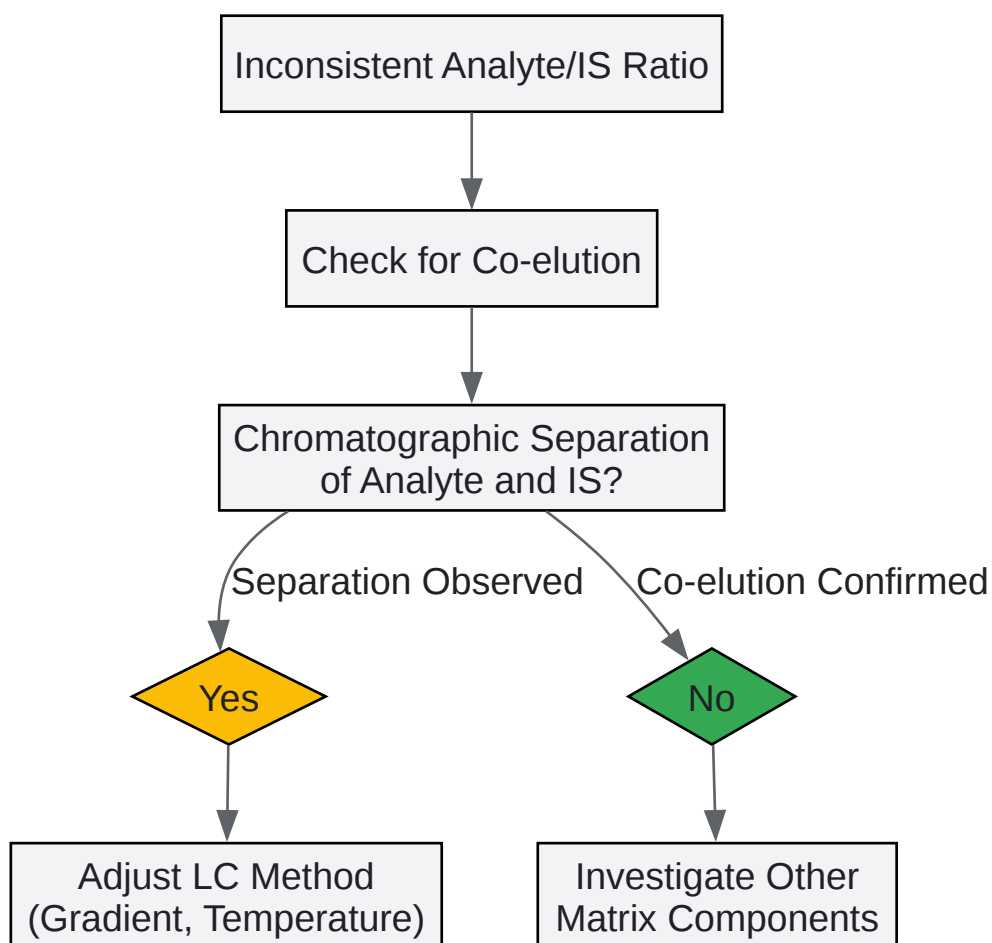 Inconsistent Analyte/IS Ratio
Check for Co-elution
Chromatographic Separation
of Analyte and IS?
Separation Observed
Co-elution Confirmed
Yes
No
Adjust LC Method
(Gradient, Temperature)
Investigate Other
Matrix Components